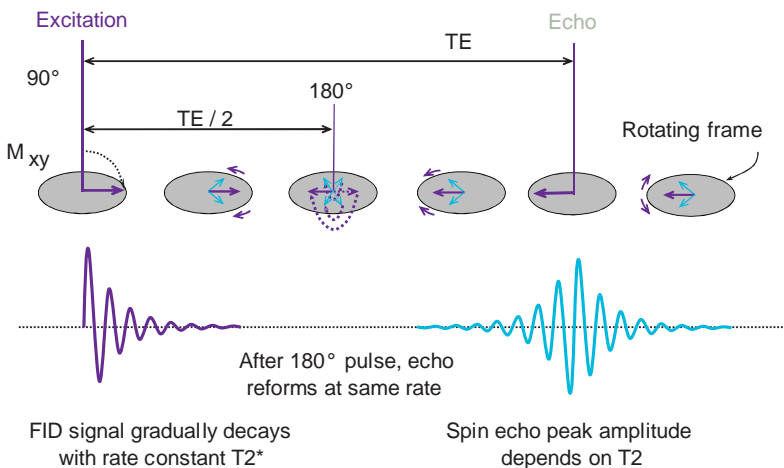 Excitation
Echo
TE
90°
180°
TE / 2
Rotating frame
Mxy
After 180° pulse, echo
reforms at same rate
FID signal gradually decays
with rate constant T2*
Spin echo peak amplitude
depends on T2